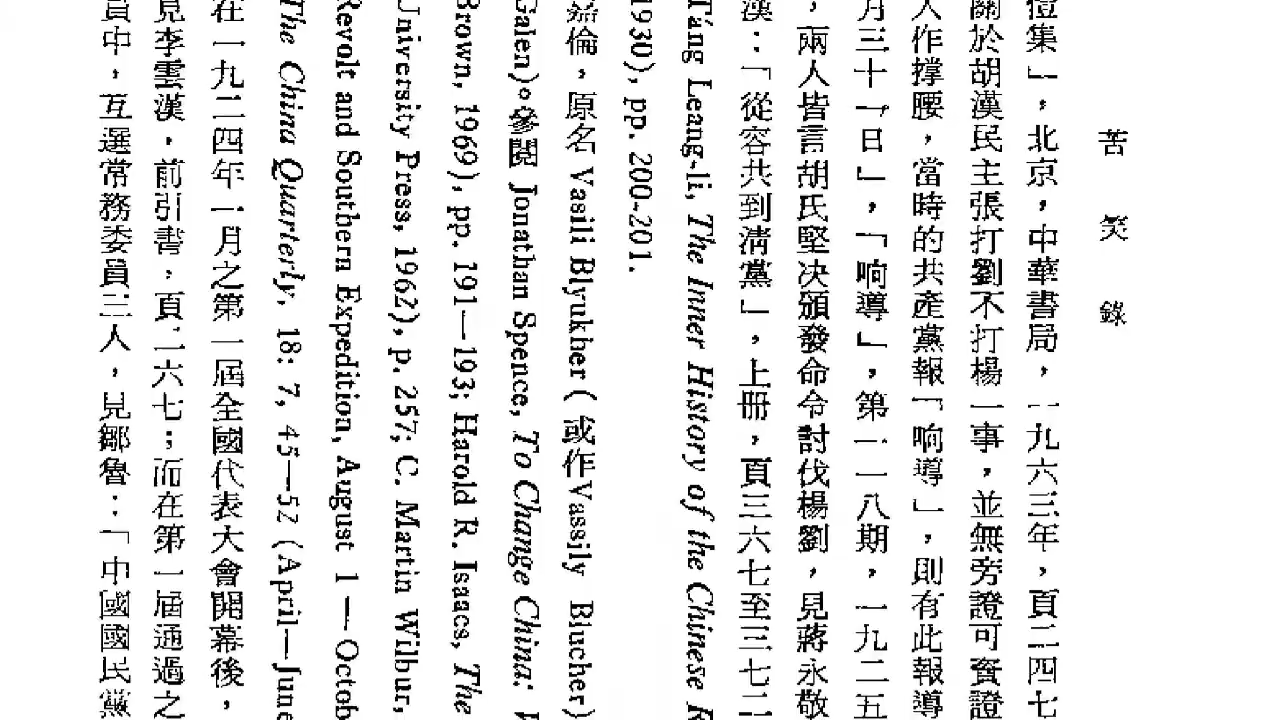 苦笑錄
愷集」，北京，中華書局，一九六三年，頁二四七
關於胡漢民主張打劉不打楊一事，並無旁證可資證
人作撑腰，當時的共產黨報「响導」，則有此報導
月三十一日」，「响導」，第一一八期，一九二五
，兩人皆言胡氏堅決頒發命令討伐楊劉，見蔣永敬
漢：「從容共到清黨」，上冊，頁三六七至三七二
T'ang Leang-li, The Inner History of the Chinese R
1930), pp. 200-201.
嘉倫，原名 Vasili Blyukher (或作 Vassily Blucher)
Galen)。參閱 Jonathan Spence, To Change China:
Brown, 1969), pp. 191—193; Harold R. Isaacs, The
University Press, 1962), p. 257; C. Martin Wilbur,
Revolt and Southern Expedition, August 1 — Octob
The China Quarterly, 18: 7, 45—52 (April—June
在一九二四年一月之第一屆全國代表大會開幕後，
見李雲漢，前引書，頁二六七；而在第一屆通過之
員中，互選常務委員三人，見鄒魯：「中國國民黨